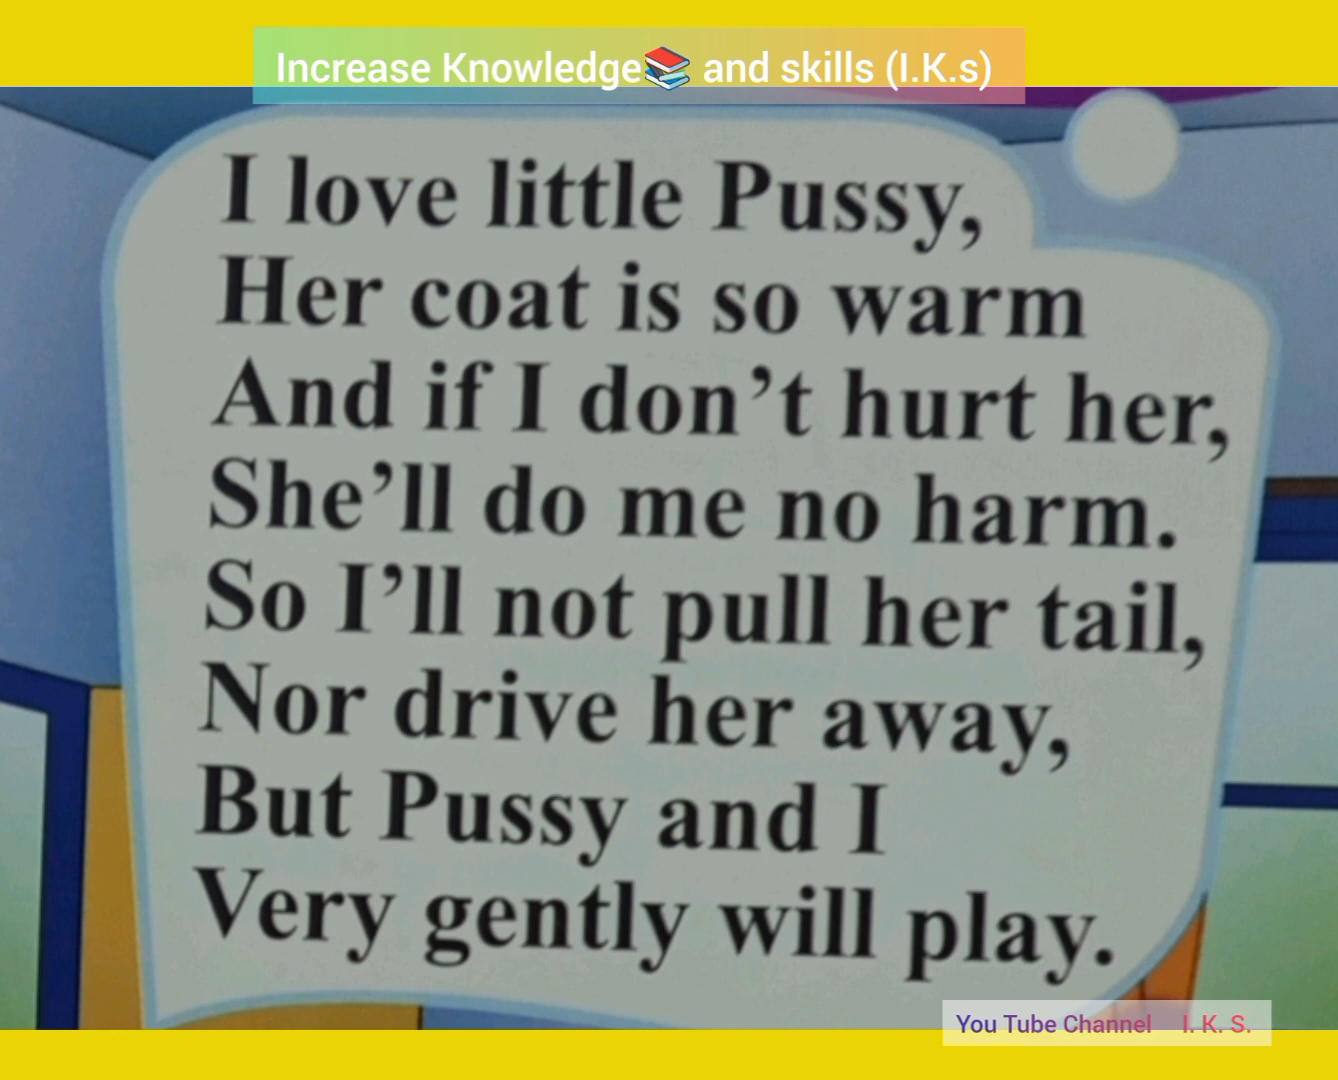 Increase Knowledge📚 and skills (I.K.s)
I love little Pussy,
Her coat is so warm
And if I don’t hurt her,
She’ll do me no harm.
So I’ll not pull her tail,
Nor drive her away,
But Pussy and I
Very gently will play.
You Tube Channel I. K. S.